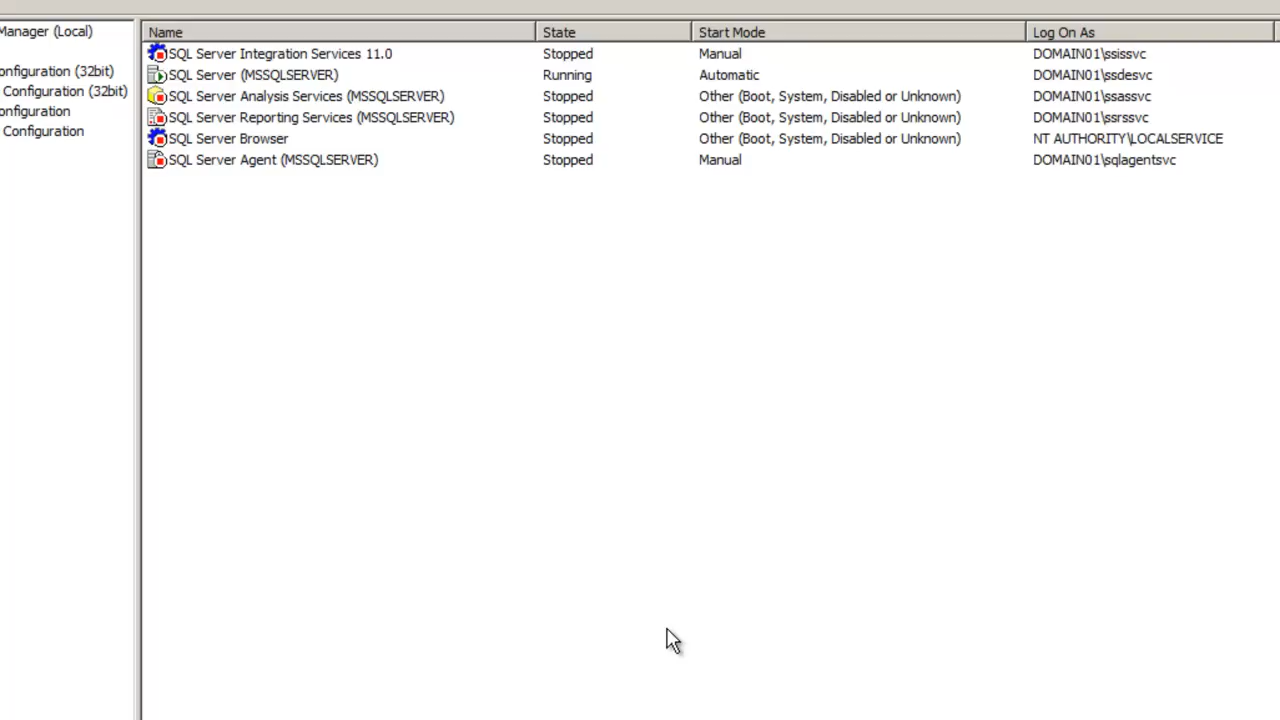 Manager (Local)
onfiguration (32bit)
Configuration (32bit)
onfiguration
Configuration
Name State Start Mode Log On As
SQL Server Integration Services 11.0 Stopped Manual DOMAIN01\ssissvc
SQL Server (MSSQLSERVER) Running Automatic DOMAIN01\ssdesvc
SQL Server Analysis Services (MSSQLSERVER) Stopped Other (Boot, System, Disabled or Unknown) DOMAIN01\ssassvc
SQL Server Reporting Services (MSSQLSERVER) Stopped Other (Boot, System, Disabled or Unknown) DOMAIN01\ssrssvc
SQL Server Browser Stopped Other (Boot, System, Disabled or Unknown) NT AUTHORITY\LOCALSERVICE
SQL Server Agent (MSSQLSERVER) Stopped Manual DOMAIN01\sqlagentsvc